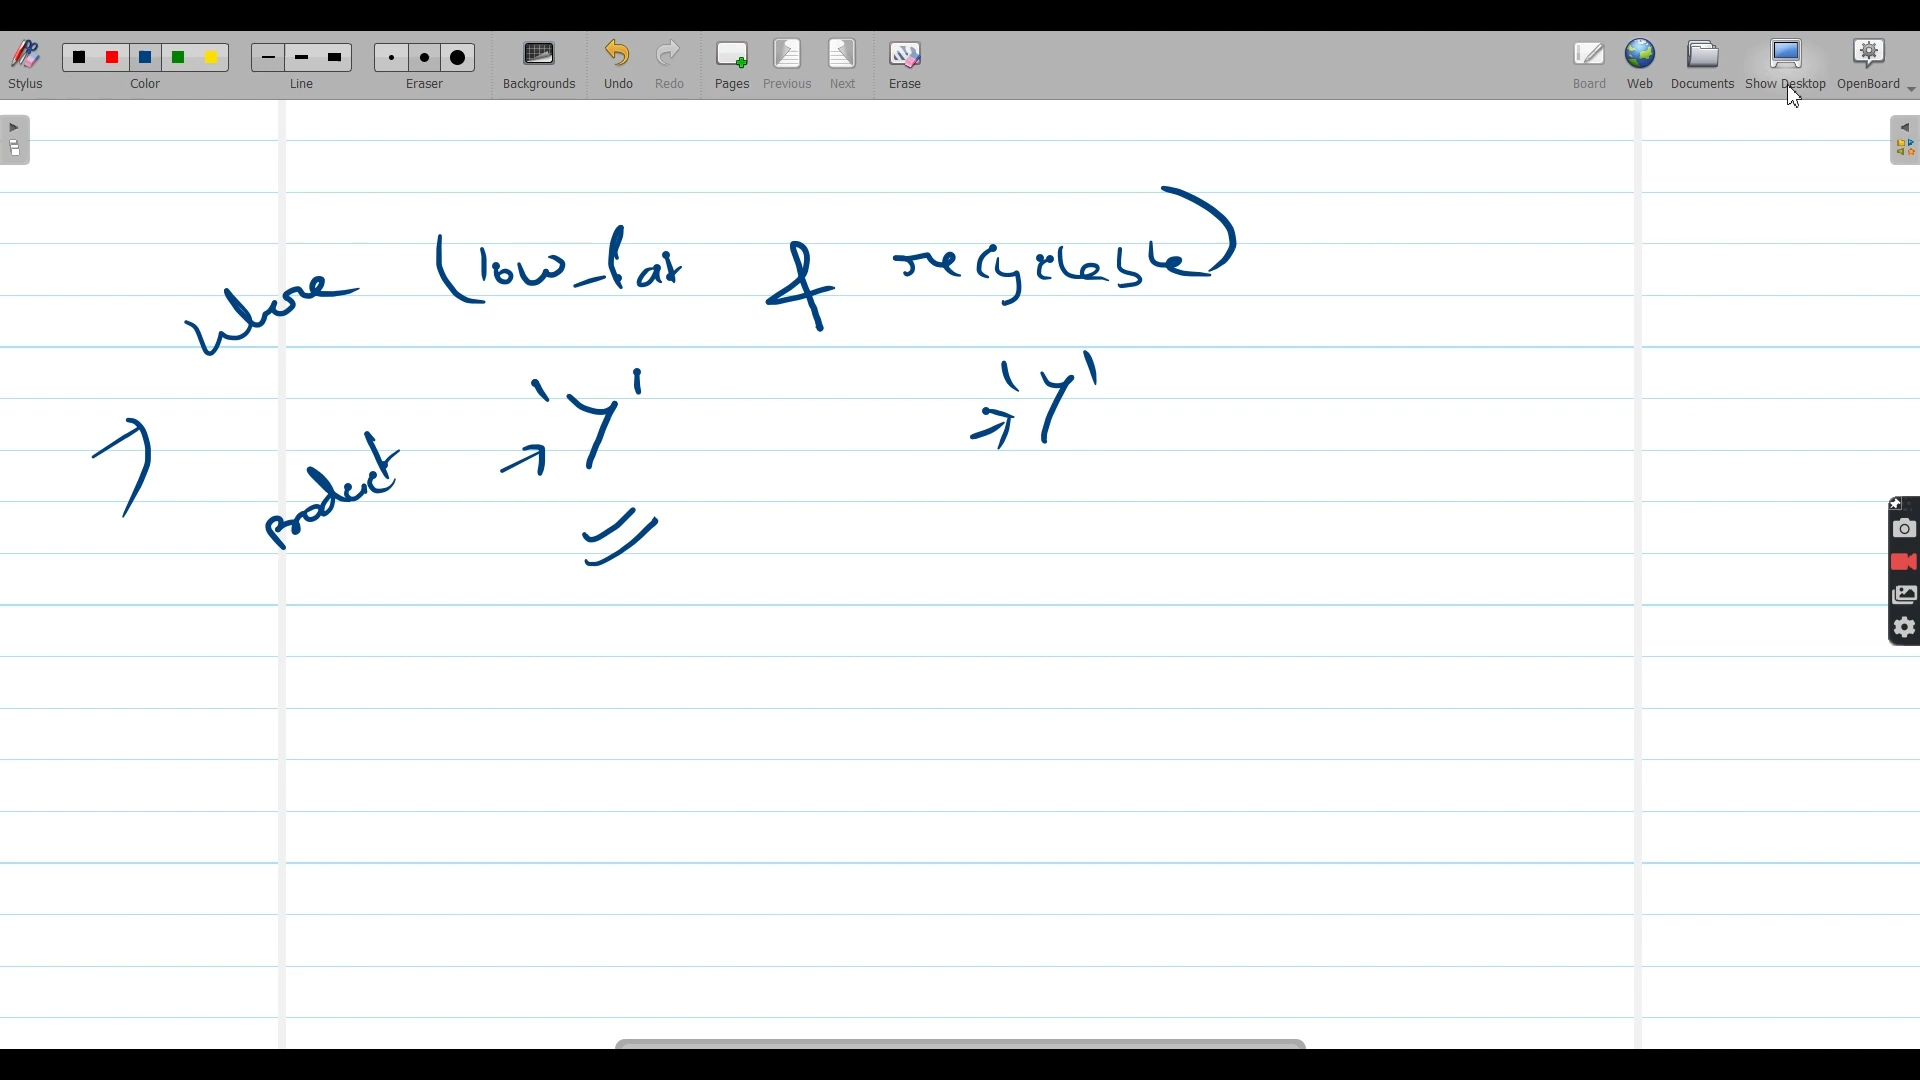 Stylus Color Line Eraser Backgrounds Undo Redo Pages Previous Next Erase Board Web Documents Show Desktop OpenBoard
where (low_fat & recyclable)
'Y' 'Y'
product